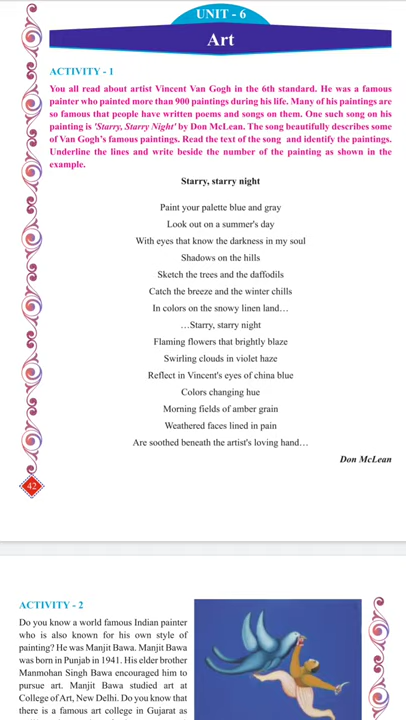 UNIT - 6
Art
ACTIVITY - 1
You all read about artist Vincent Van Gogh in the 6th standard. He was a famous
painter who painted more than 900 paintings during his life. Many of his paintings are
so famous that people have written poems and songs on them. One such song on his
painting is 'Starry, Starry Night' by Don McLean. The song beautifully describes some
of Van Gogh's famous paintings. Read the text of the song and identify the paintings.
Underline the lines and write beside the number of the painting as shown in the
example.
Starry, starry night
Paint your palette blue and gray
Look out on a summer's day
With eyes that know the darkness in my soul
Shadows on the hills
Sketch the trees and the daffodils
Catch the breeze and the winter chills
In colors on the snowy linen land…
…Starry, starry night
Flaming flowers that brightly blaze
Swirling clouds in violet haze
Reflect in Vincent's eyes of china blue
Colors changing hue
Morning fields of amber grain
Weathered faces lined in pain
Are soothed beneath the artist's loving hand…
Don McLean
42
ACTIVITY - 2
Do you know a world famous Indian painter
who is also known for his own style of
painting? He was Manjit Bawa. Manjit Bawa
was born in Punjab in 1941. His elder brother
Manmohan Singh Bawa encouraged him to
pursue art. Manjit Bawa studied art at
College of Art, New Delhi. Do you know that
there is a famous art college in Gujarat as